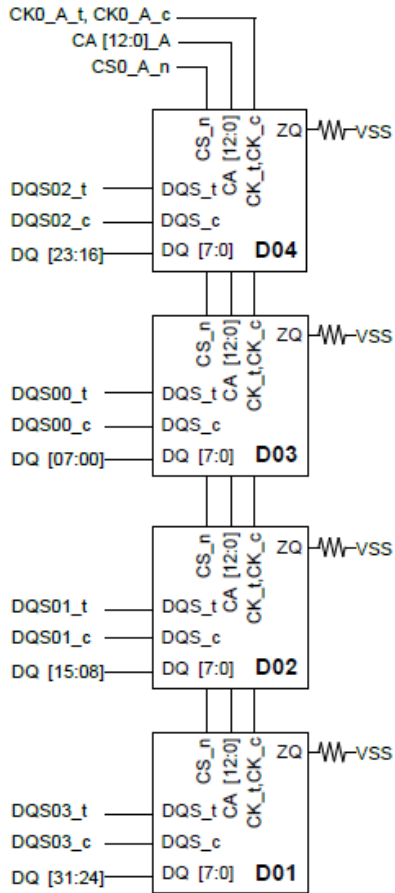 CK0_A_t, CK0_A_c
CA [12:0]_A
CS0_A_n
CS_n
CA [12:0]
CK_t,CK_c
ZQ
VSS
DQS02_t
DQS_t
DQS02_c
DQS_c
DQ [23:16]
DQ [7:0]
D04
CS_n
CA [12:0]
CK_t,CK_c
ZQ
VSS
DQS00_t
DQS_t
DQS00_c
DQS_c
DQ [07:00]
DQ [7:0]
D03
CS_n
CA [12:0]
CK_t,CK_c
ZQ
VSS
DQS01_t
DQS_t
DQS01_c
DQS_c
DQ [15:08]
DQ [7:0]
D02
CS_n
CA [12:0]
CK_t,CK_c
ZQ
VSS
DQS03_t
DQS_t
DQS03_c
DQS_c
DQ [31:24]
DQ [7:0]
D01